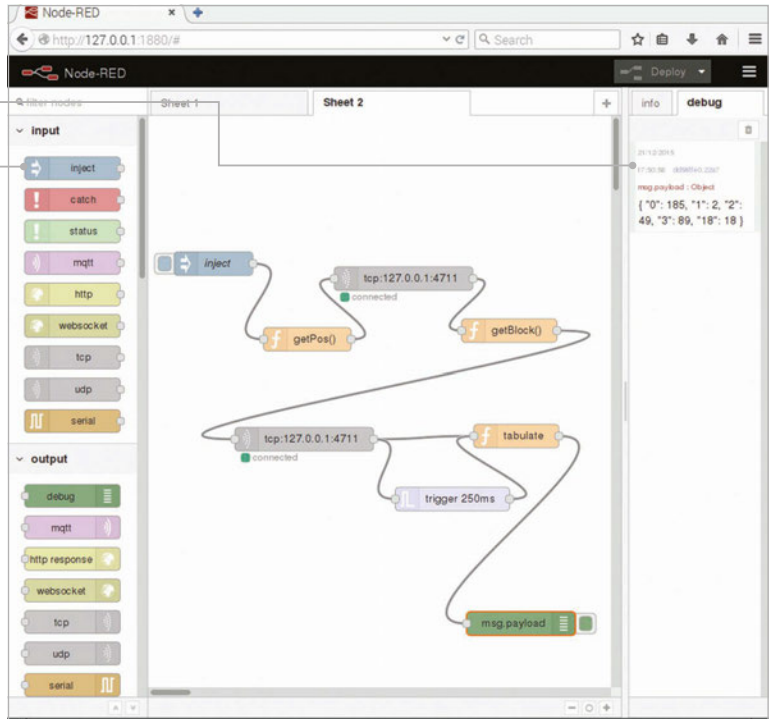 Node-RED
http://127.0.0.1:1880/#
Search
Node-RED
Deploy
filter nodes
Sheet 1
Sheet 2
info
debug
input
inject
catch
status
mqtt
http
websocket
tcp
udp
serial
output
debug
mqtt
http response
websocket
tcp
udp
serial
inject
getPos()
tcp:127.0.0.1:4711
connected
getBlock()
tcp:127.0.0.1:4711
connected
tabulate
trigger 250ms
msg.payload
msg.payload : Object
{ "0": 185, "1": 2, "2":
49, "3": 89, "18": 18 }